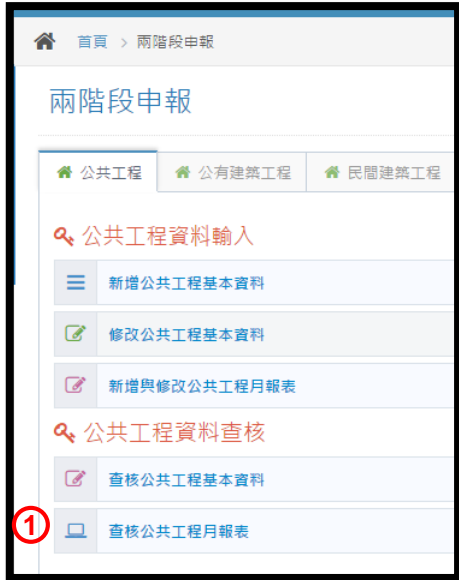 首頁 > 兩階段申報
兩階段申報
公共工程 公有建築工程 民間建築工程
公共工程資料輸入
新增公共工程基本資料
修改公共工程基本資料
新增與修改公共工程月報表
公共工程資料查核
查核公共工程基本資料
① 查核公共工程月報表